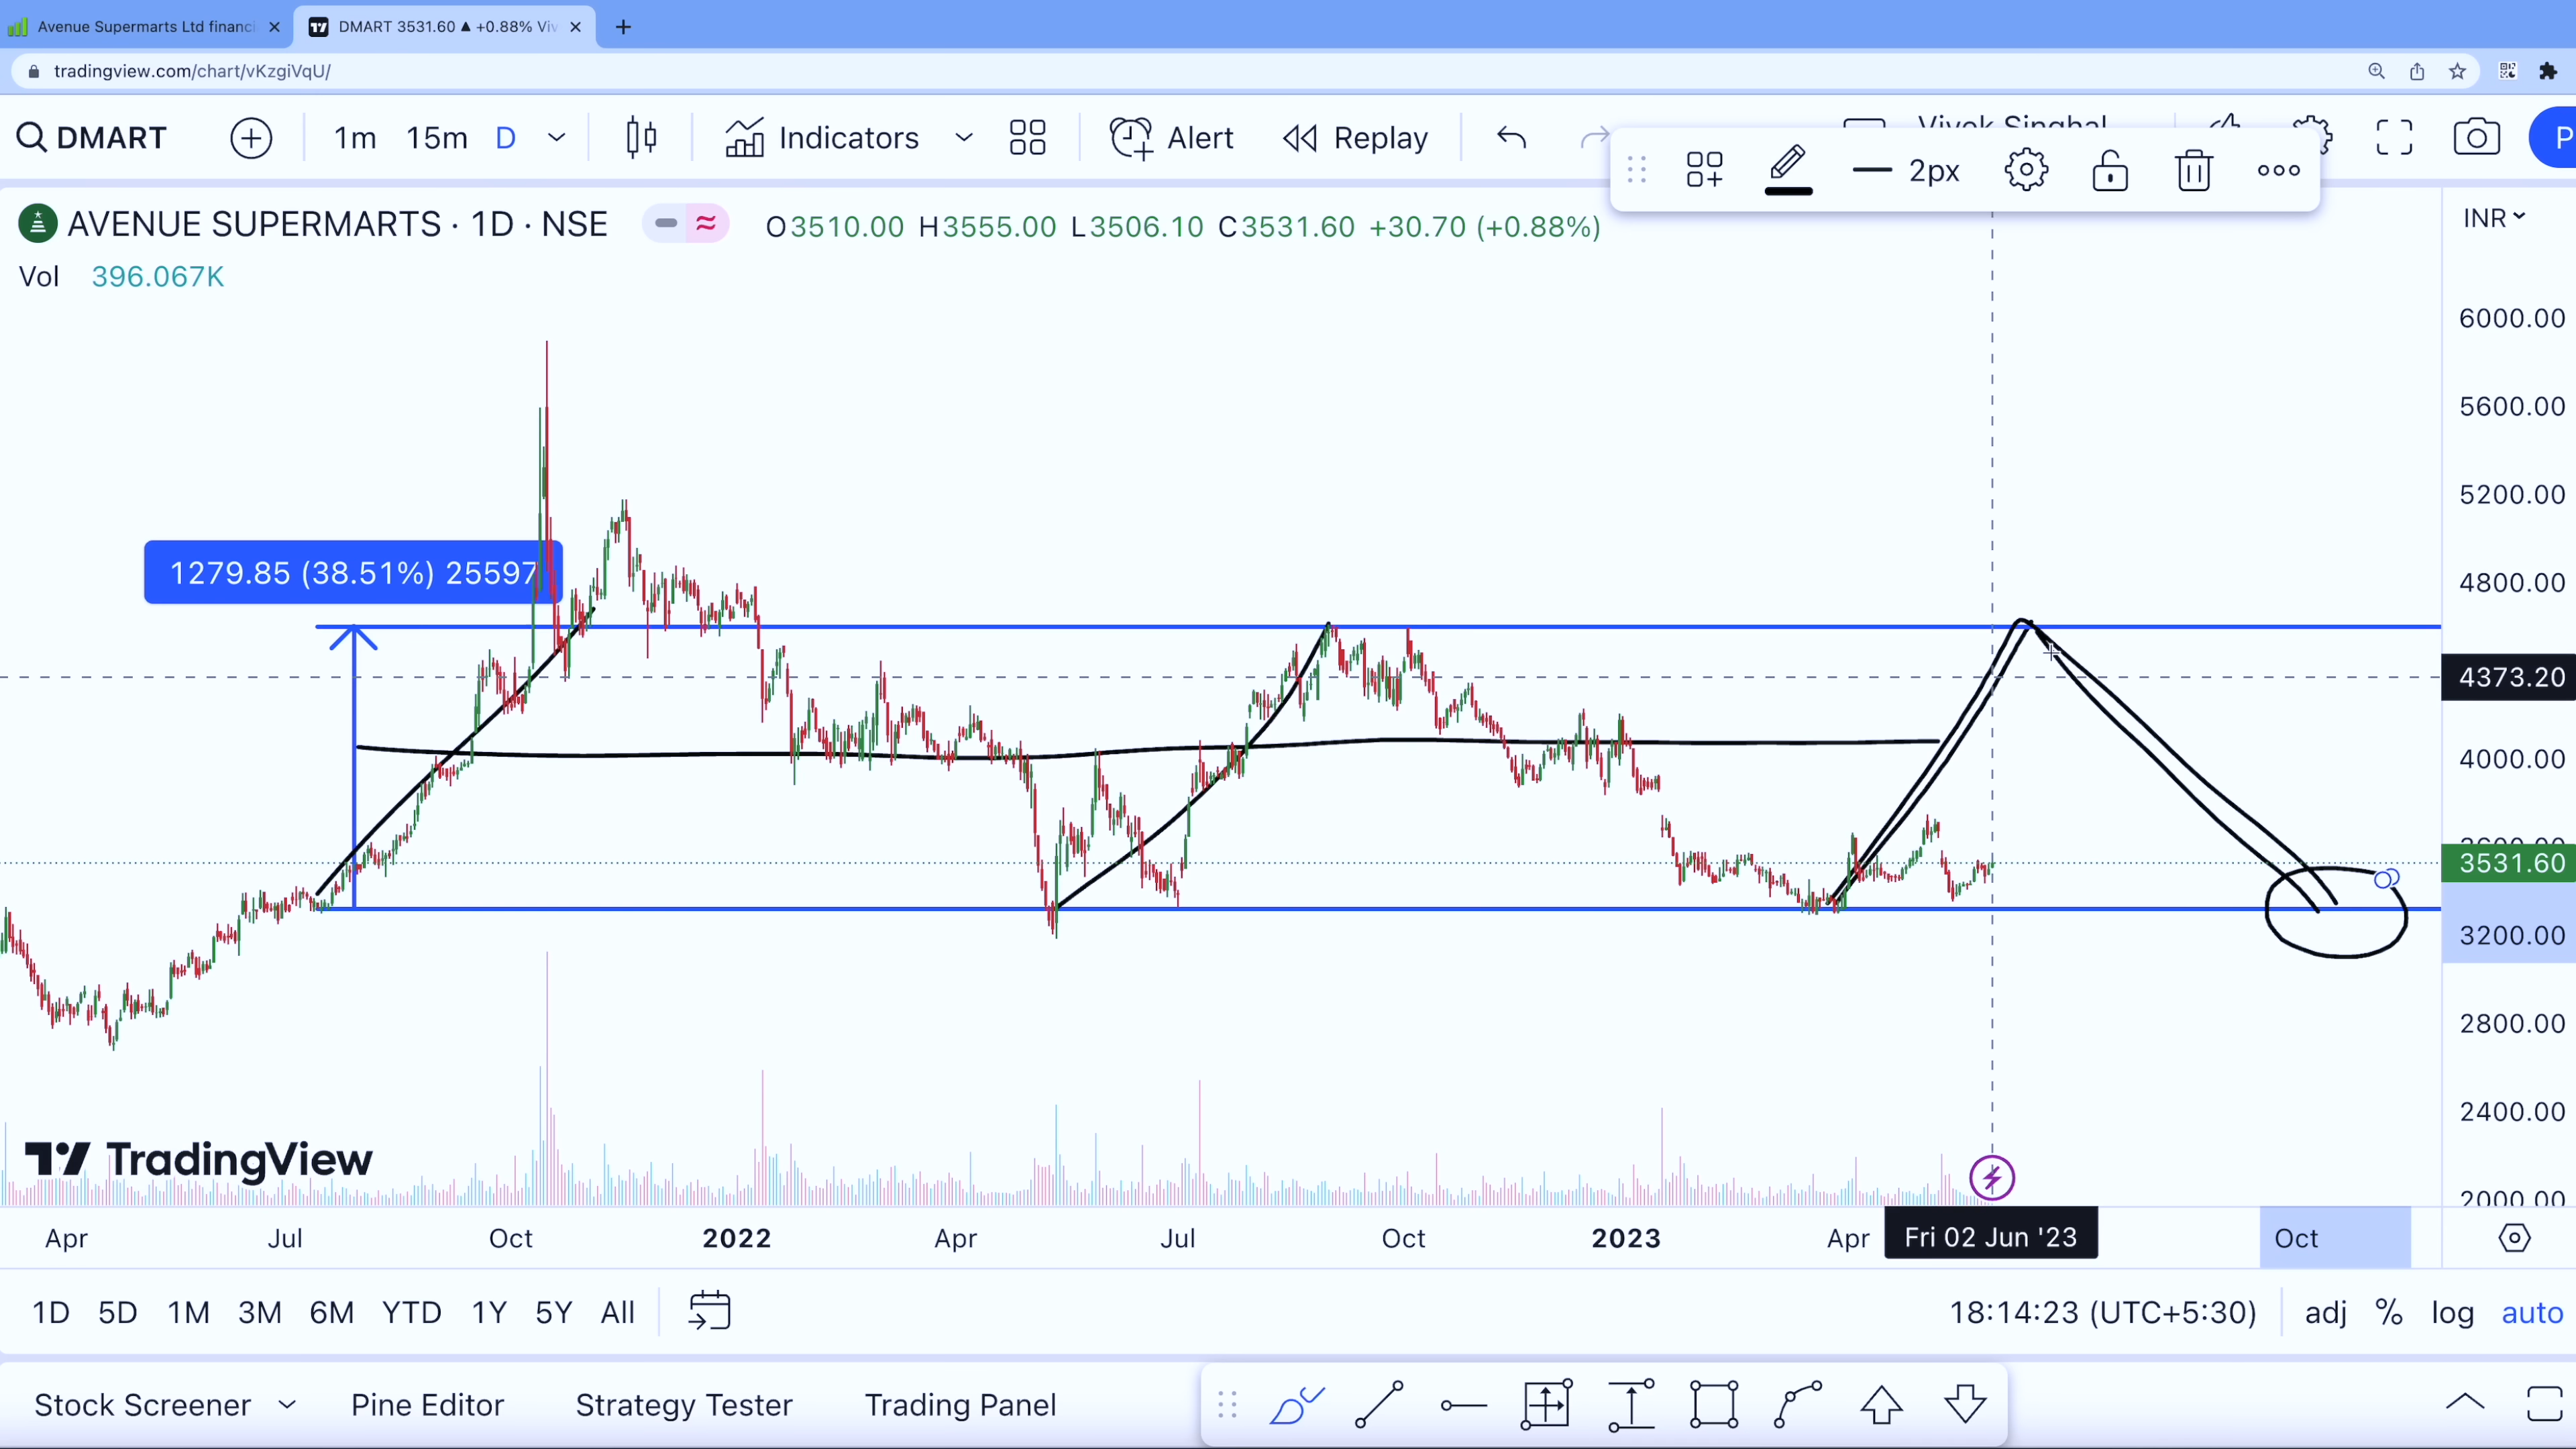 Avenue Supermarts Ltd financi
DMART 3531.60 ▲ +0.88% Viv
tradingview.com/chart/vKzgiVqU/
DMART 1m 15m D Indicators Alert Replay Vivek Singhal P
2px
AVENUE SUPERMARTS · 1D · NSE O3510.00 H3555.00 L3506.10 C3531.60 +30.70 (+0.88%)
INR
Vol 396.067K
6000.00
5600.00
5200.00
1279.85 (38.51%) 25597
4800.00
4373.20
4000.00
3600.00
3531.60
3200.00
2800.00
2400.00
TradingView
2000.00
Apr Jul Oct 2022 Apr Jul Oct 2023 Apr Fri 02 Jun '23 Oct
1D 5D 1M 3M 6M YTD 1Y 5Y All 18:14:23 (UTC+5:30) adj % log auto
Stock Screener Pine Editor Strategy Tester Trading Panel